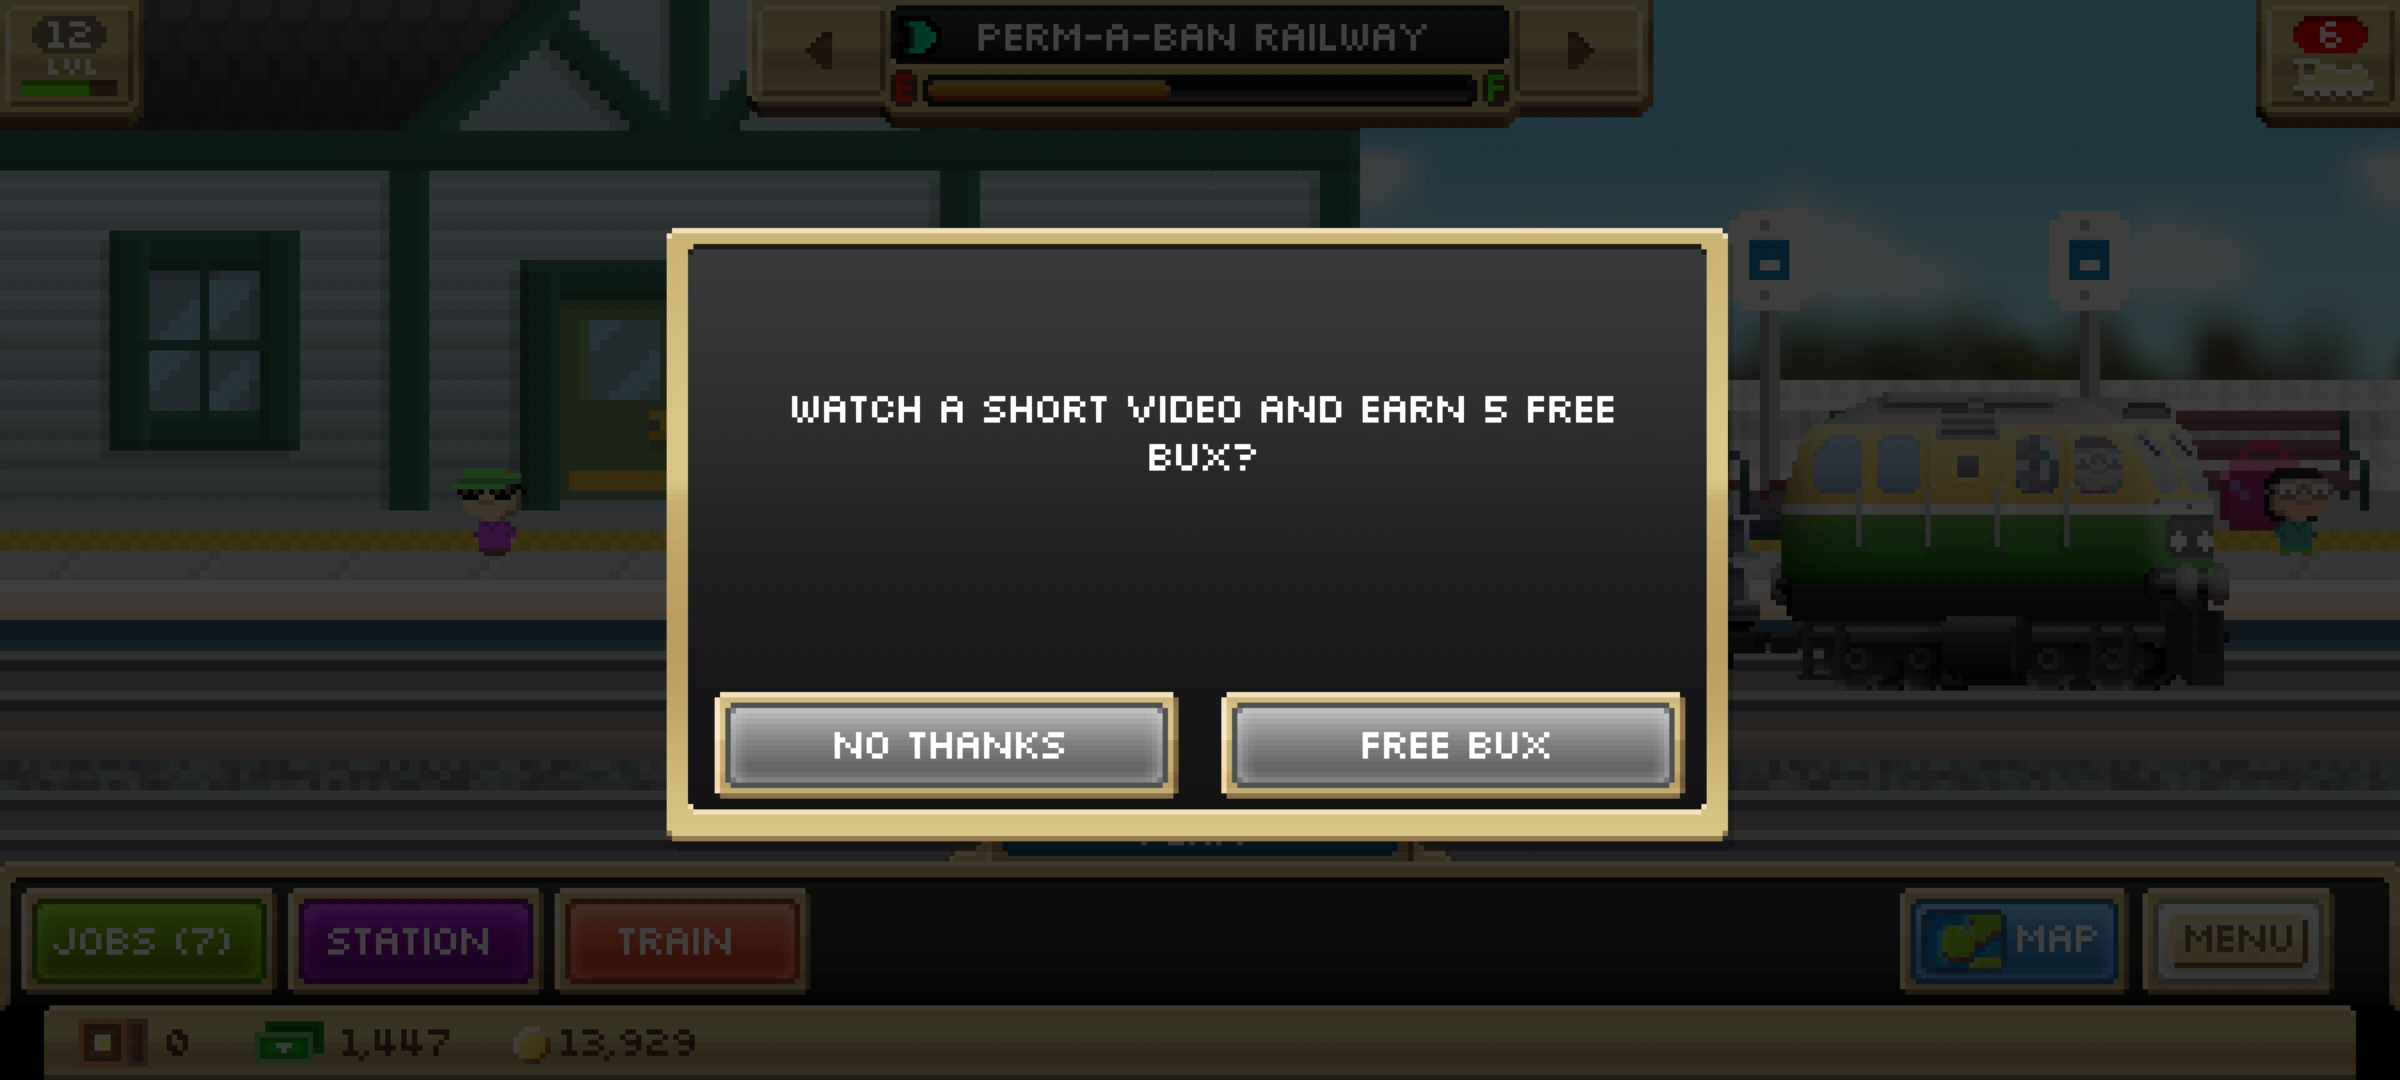 12
LVL
PERM-A-BAN RAILWAY
E F
6
WATCH A SHORT VIDEO AND EARN 5 FREE
BUX?
NO THANKS
FREE BUX
JOBS (7)
STATION
TRAIN
MAP
MENU
0
1,447
13,929